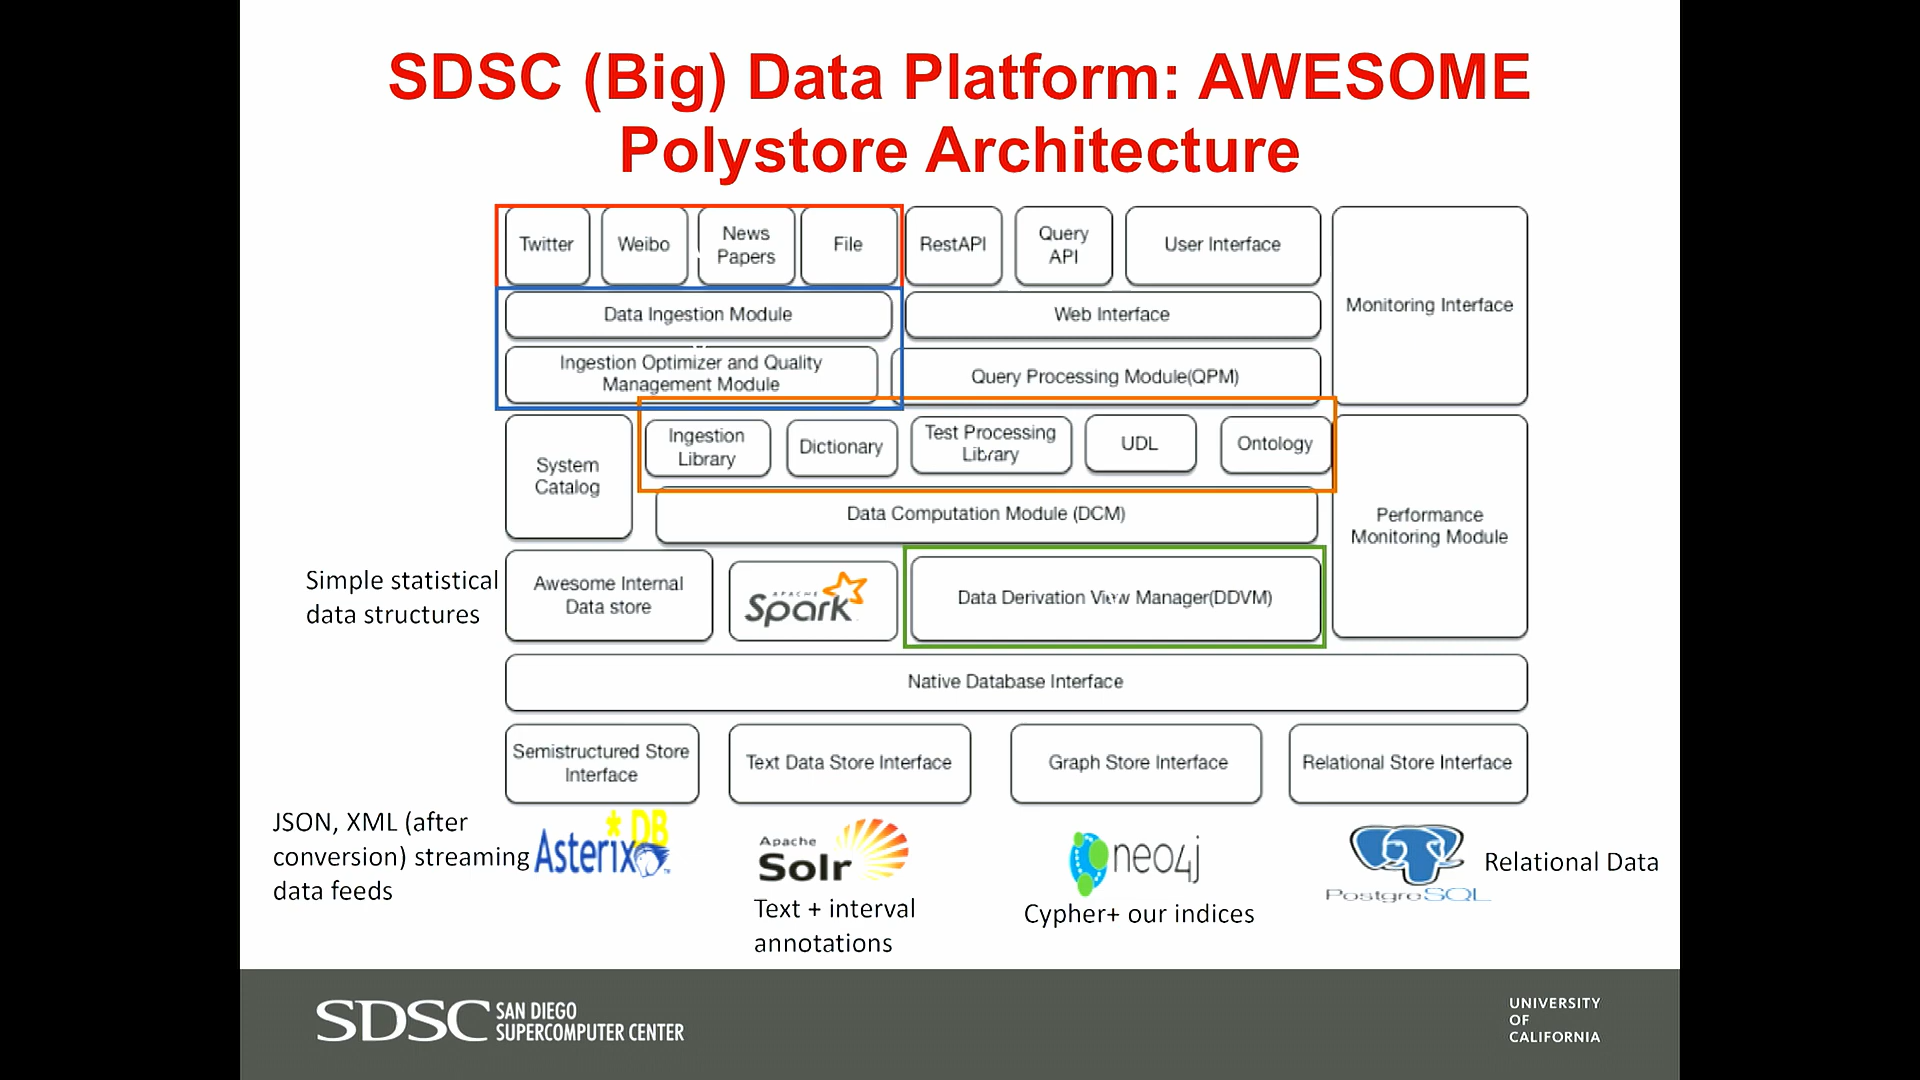 SDSC (Big) Data Platform: AWESOME
Polystore Architecture
Twitter
Weibo
News
Papers
File
RestAPI
Query
API
User Interface
Monitoring Interface
Data Ingestion Module
Web Interface
Ingestion Optimizer and Quality
Management Module
Query Processing Module(QPM)
System
Catalog
Ingestion
Library
Dictionary
Test Processing
Library
UDL
Ontology
Data Computation Module (DCM)
Performance
Monitoring Module
Simple statistical
data structures
Awesome Internal
Data store
APACHE
Spark
Data Derivation View Manager(DDVM)
Native Database Interface
Semistructured Store
Interface
Text Data Store Interface
Graph Store Interface
Relational Store Interface
JSON, XML (after
conversion) streaming
data feeds
AsterixDB
Apache
Solr
Text + interval
annotations
neo4j
Cypher+ our indices
PostgreSQL
Relational Data
SDSC SAN DIEGO
SUPERCOMPUTER CENTER
UNIVERSITY
OF
CALIFORNIA